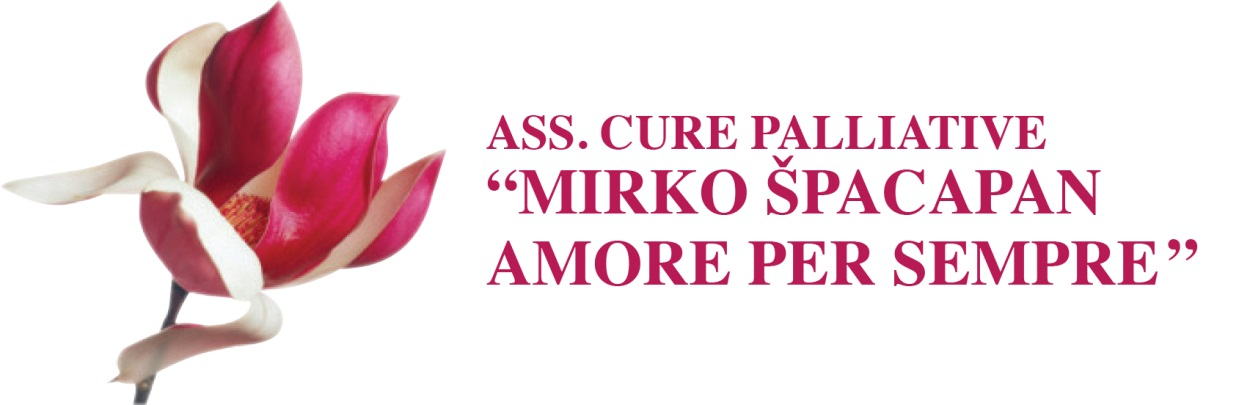 ASS. CURE PALLIATIVE
“MIRKO ŠPACAPAN
AMORE PER SEMPRE”